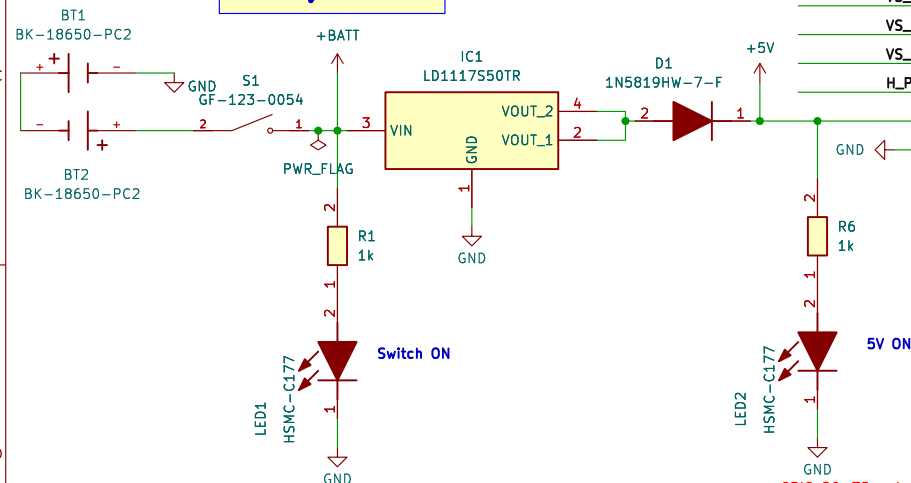 BT1
BK-18650-PC2
+
+
-
GND
-
+
+
BT2
BK-18650-PC2
S1
GF-123-0054
2
1
+BATT
PWR_FLAG
3
IC1
LD1117S50TR
VIN
VOUT_2
VOUT_1
GND
4
2
1
GND
D1
1N5819HW-7-F
2
1
+5V
VS_
VS_
H_P
GND
2
R1
1k
1
2
Switch ON
LED1
HSMC-C177
1
GND
2
R6
1k
1
2
5V ON
LED2
HSMC-C177
1
GND